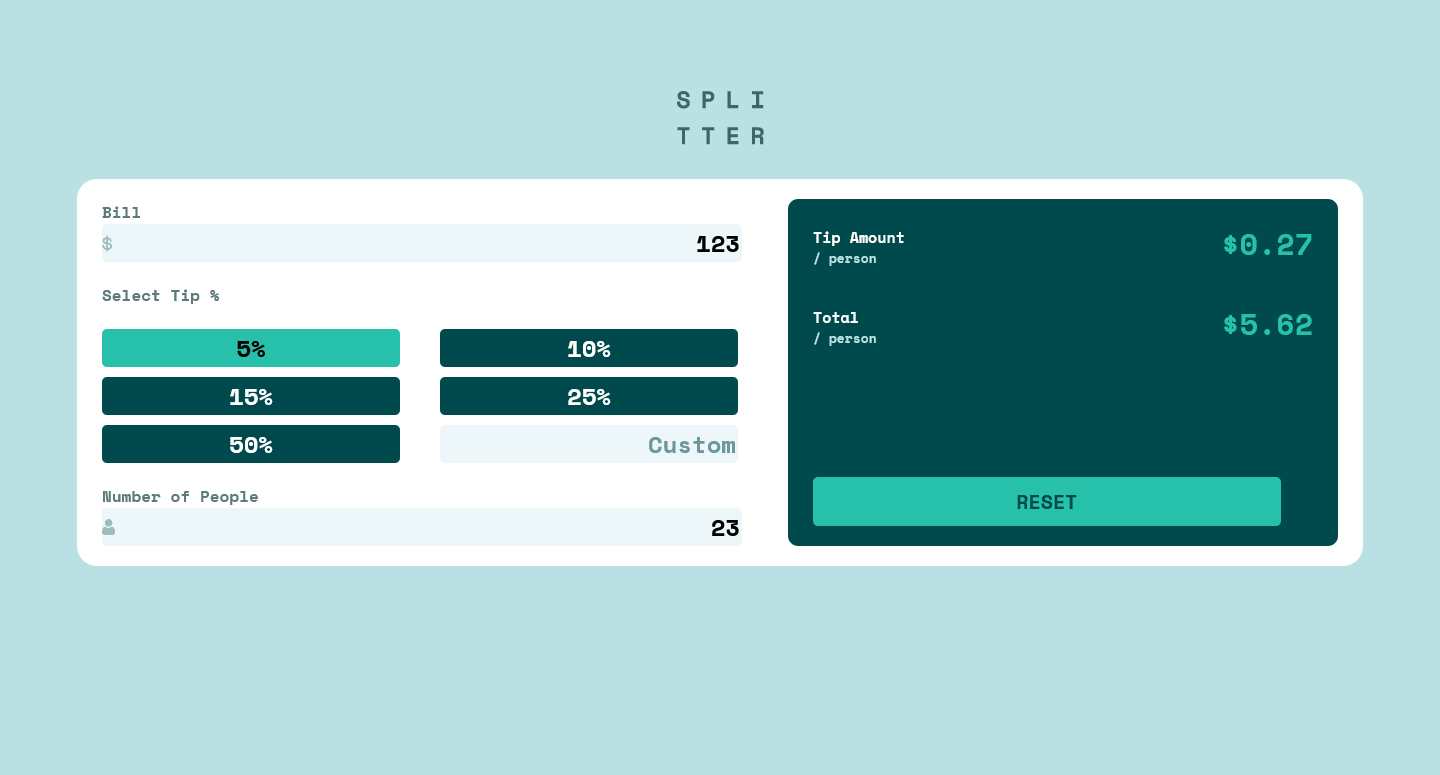 SPLI
TTER
Bill
$ 123
Select Tip %
5% 10%
15% 25%
50% Custom
Number of People
23
Tip Amount $0.27
/ person
Total $5.62
/ person
RESET